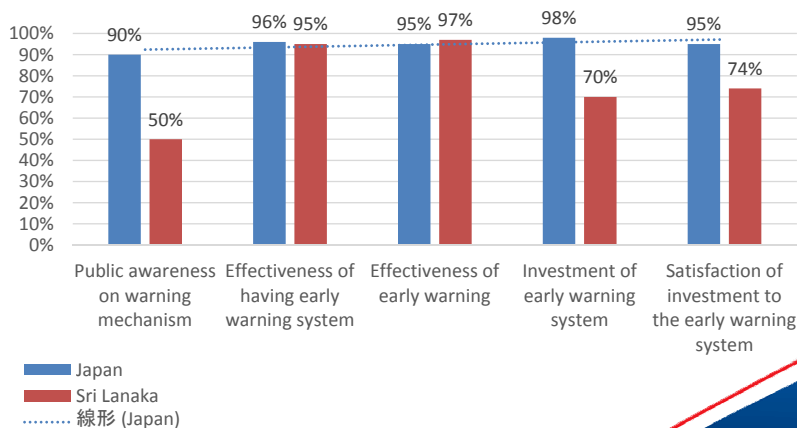 100%
90%
80%
70%
60%
50%
40%
30%
20%
10%
0%
90%
50%
96%
95%
95%
97%
98%
70%
95%
74%
Public awareness
on warning
mechanism
Effectiveness of
having early
warning system
Effectiveness of
early warning
Investment of
early warning
system
Satisfaction of
investment to
the early warning
system
Japan
Sri Lanaka
線形 (Japan)